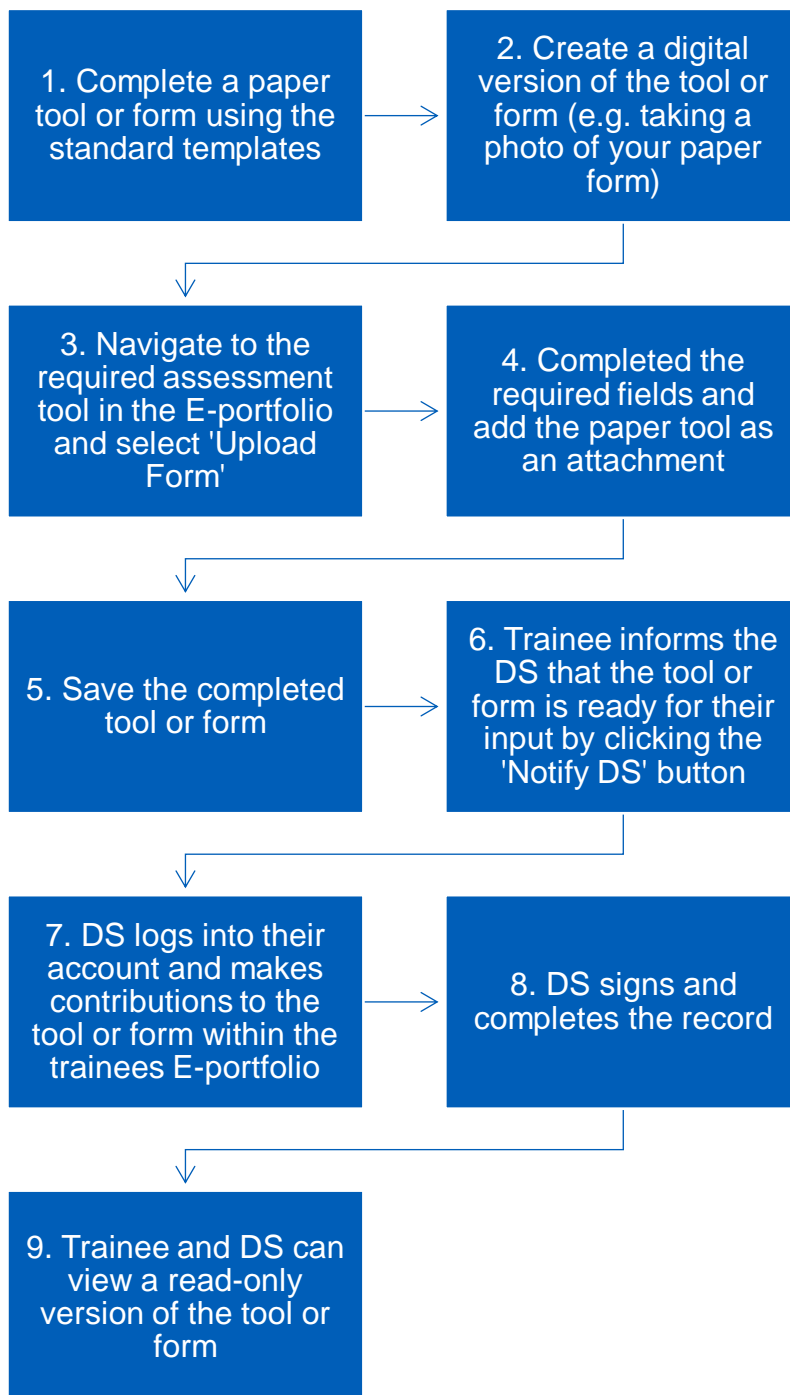 1. Complete a paper
tool or form using the
standard templates
2. Create a digital
version of the tool or
form (e.g. taking a
photo of your paper
form)
3. Navigate to the
required assessment
tool in the E-portfolio
and select 'Upload
Form'
4. Completed the
required fields and
add the paper tool as
an attachment
5. Save the completed
tool or form
6. Trainee informs the
DS that the tool or
form is ready for their
input by clicking the
'Notify DS' button
7. DS logs into their
account and makes
contributions to the
tool or form within the
trainees E-portfolio
8. DS signs and
completes the record
9. Trainee and DS can
view a read-only
version of the tool or
form